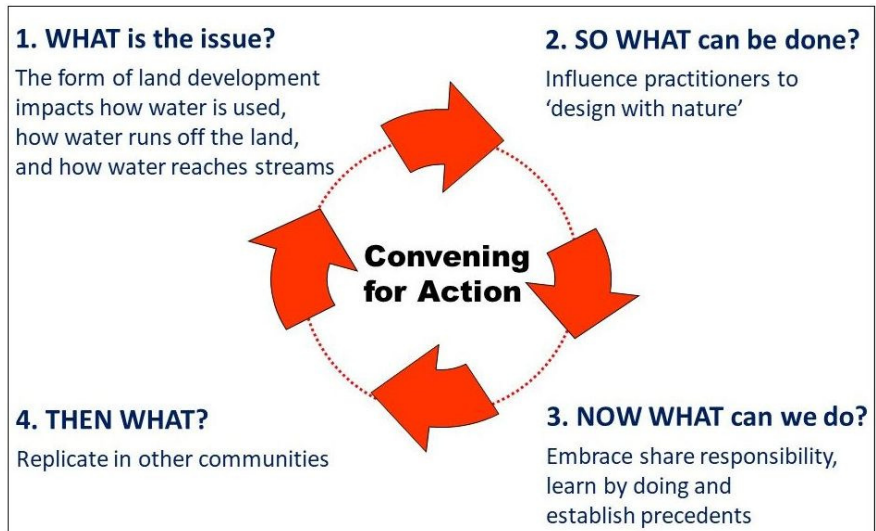 1. WHAT is the issue?
The form of land development
impacts how water is used,
how water runs off the land,
and how water reaches streams
2. SO WHAT can be done?
Influence practitioners to
‘design with nature’
Convening
for Action
3. NOW WHAT can we do?
Embrace share responsibility,
learn by doing and
establish precedents
4. THEN WHAT?
Replicate in other communities